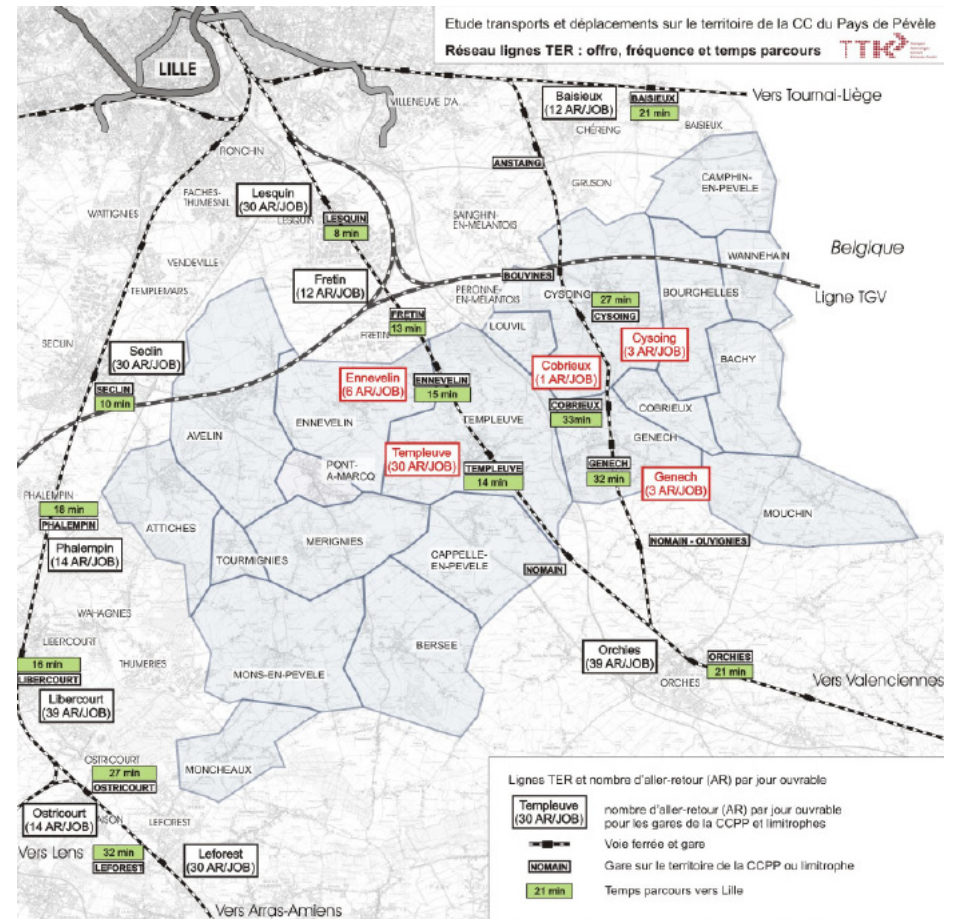 Etude transports et déplacements sur le territoire de la CC du Pays de Pévèle
Réseau lignes TER : offre, fréquence et temps parcours
TTK
LILLE
VILLENEUVE D'A.
Baisieux
(12 AR/JOB)
BAISIEUX
21 min
Vers Tournai-Liège
CHÉRENG
BAISIEUX
RONCHIN
ANSTAING
CAMPHIN-
EN-PEVELE
GRUSON
Lesquin
(30 AR/JOB)
FACHES-
THUMESNIL
LESQUIN
LESQUIN
8 min
WATTIGNIES
SANGHIN-
EN-MELANTOIS
Belgique
WANNEHAIN
VENDEVILLE
Fretin
(12 AR/JOB)
BOUVINES
PERONNE-
EN-MELANTOIS
CYSOING
27 min
CYSOING
BOURGHELLES
Ligne TGV
TEMPLEMARS
FRETIN
13 min
FRETIN
LOUVIL
SECLIN
Seclin
(30 AR/JOB)
Cysoing
(3 AR/JOB)
BACHY
Cobrieux
(1 AR/JOB)
Ennevelin
(6 AR/JOB)
ENNEVELIN
15 min
SECLIN
10 min
COBRIEUX
33min
COBRIEUX
ENNEVELIN
TEMPLEUVE
AVELIN
GENECH
Templeuve
(30 AR/JOB)
PONT-
A-MARCQ
TEMPLEUVE
14 min
GENECH
32 min
Genech
(3 AR/JOB)
PHALEMPIN
18 min
PHALEMPIN
MOUCHIN
ATTICHES
MERIGNIES
Phalempin
(14 AR/JOB)
TOURMIGNIES
CAPPELLE-
EN-PEVELE
NOMAIN
NOMAIN - OUVIGNIES
WAHAGNIES
LIBERCOURT
BERSEE
Orchies
(39 AR/JOB)
ORCHIES
21 min
ORCHIES
16 min
LIBERCOURT
THUMERIES
MONS-EN-PEVELE
Vers Valenciennes
Libercourt
(39 AR/JOB)
OSTRICOURT
27 min
OSTRICOURT
MONCHEAUX
Ostricourt
(14 AR/JOB)
LEFOREST
Vers Lens
32 min
LEFOREST
Leforest
(30 AR/JOB)
Vers Arras-Amiens
Lignes TER et nombre d'aller-retour (AR) par jour ouvrable
Templeuve
(30 AR/JOB)
nombre d'aller-retour (AR) par jour ouvrable
pour les gares de la CCPP et limitrophes
Voie ferrée et gare
NOMAIN
Gare sur le territoire de la CCPP ou limitrophe
21 min
Temps parcours vers Lille